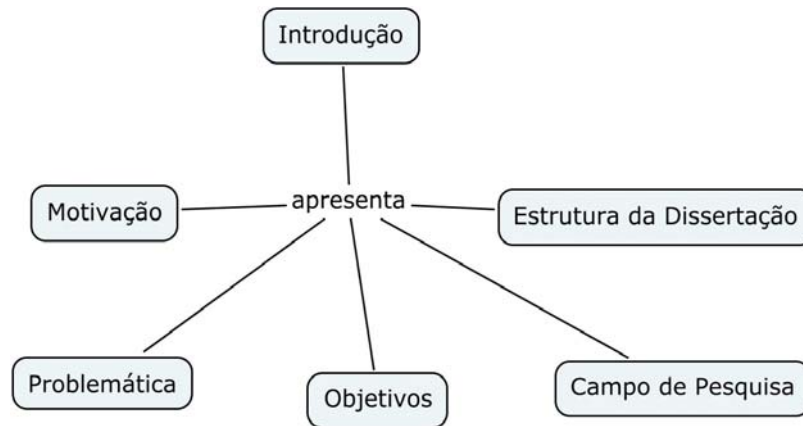 Introdução
Motivação
apresenta
Estrutura da Dissertação
Problemática
Objetivos
Campo de Pesquisa